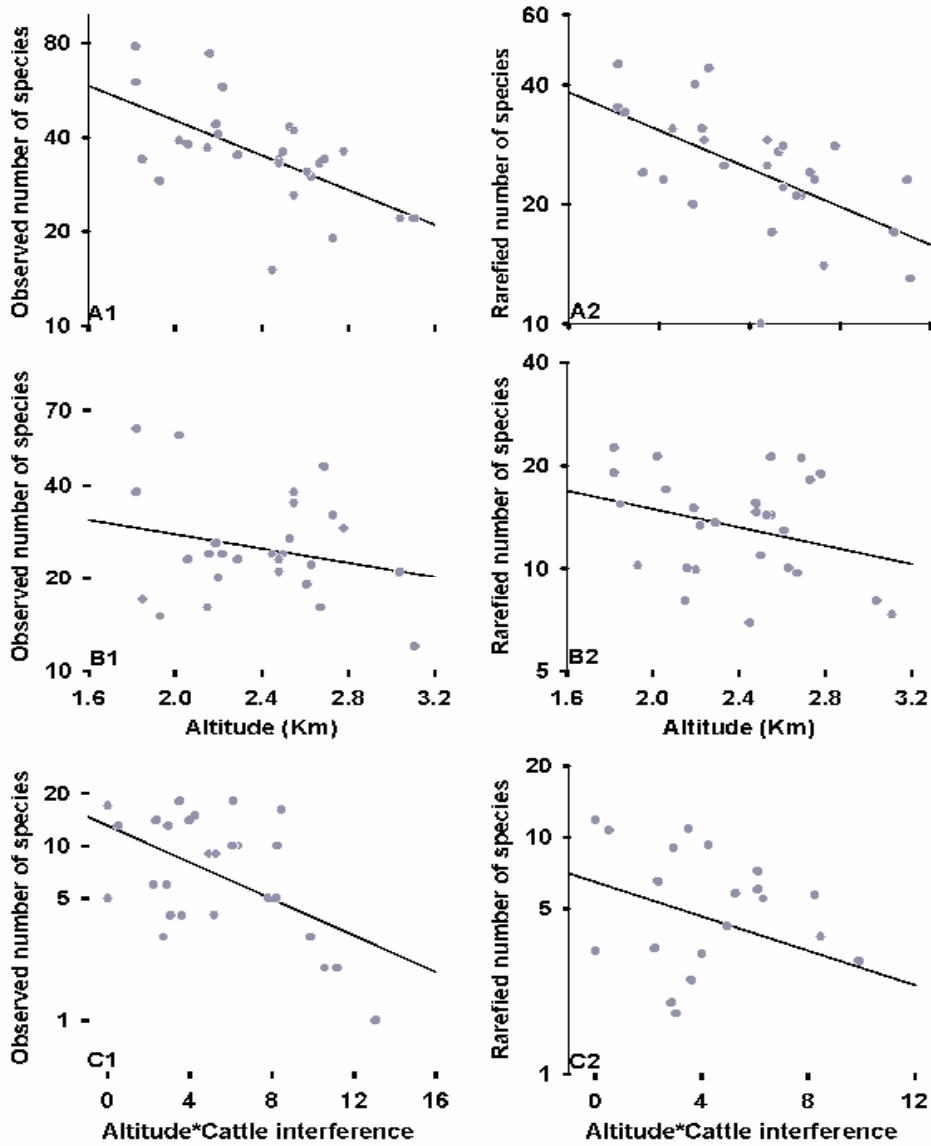 Observed number of species
80
40
20
10
A1
Rarefied number of species
60
40
20
10
A2
Observed number of species
70
40
20
10
B1
1.6 2.0 2.4 2.8 3.2
Altitude (Km)
Rarefied number of species
40
20
10
5
B2
1.6 2.0 2.4 2.8 3.2
Altitude (Km)
Observed number of species
20
10
5
1
C1
0 4 8 12 16
Altitude*Cattle interference
Rarefied number of species
20
10
5
1
C2
0 4 8 12
Altitude*Cattle interference